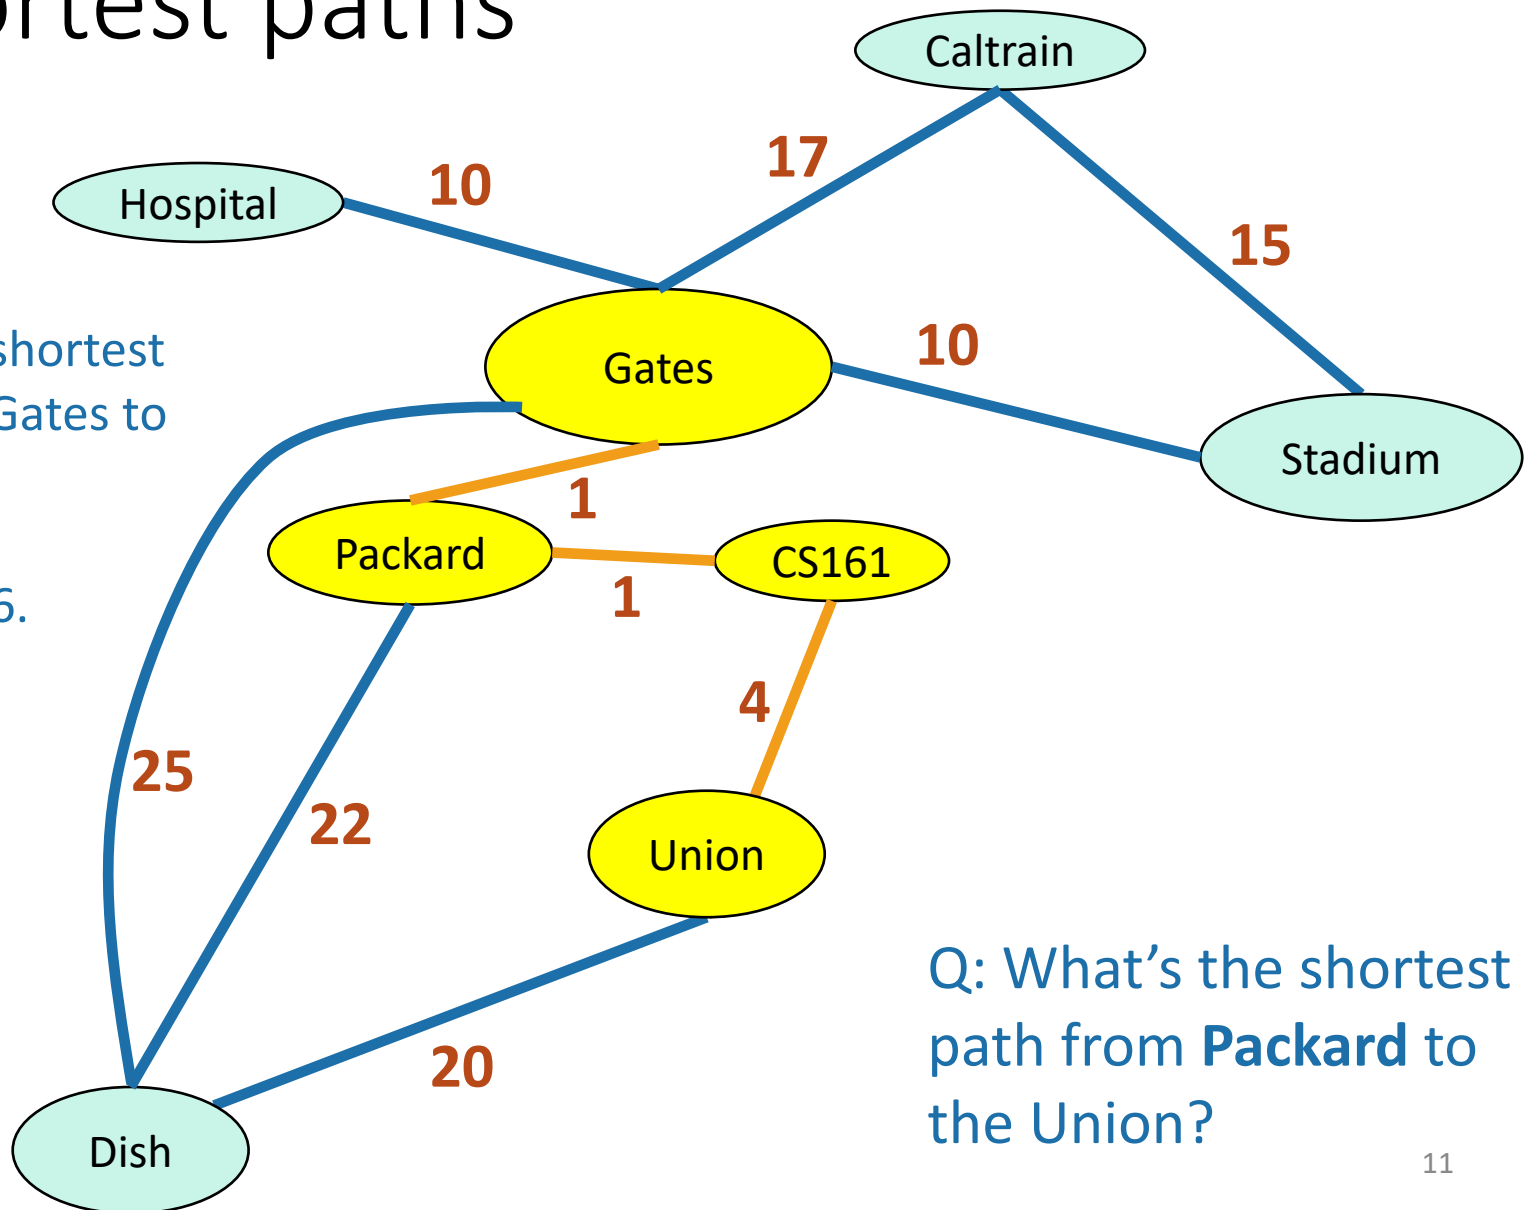 paths
Caltrain
17
10
Hospital
15
shortest
10
Gates
Gates to
Stadium
1
Packard
CS161
1
6.
4
25
22
Union
Q: What's the shortest
path from Packard to
20
the Union?
Dish
11